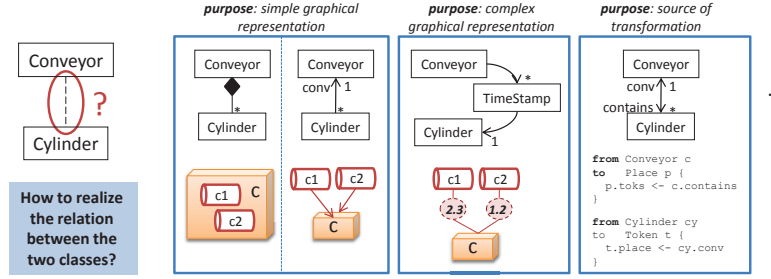 purpose: simple graphical
representation
purpose: complex
graphical representation
purpose: source of
transformation
Conveyor
?
Cylinder
How to realize
the relation
between the
two classes?
Conveyor
*
Cylinder
c1
c2
C
Conveyor
conv 1
*
Cylinder
c1 c2
C
Conveyor
*
TimeStamp
Cylinder
1
c1 c2
2.3 1.2
C
Conveyor
conv 1
contains *
Cylinder
from Conveyor c
to Place p {
p.toks <- c.contains
}
from Cylinder cy
to Token t {
t.place <- cy.conv
}
.